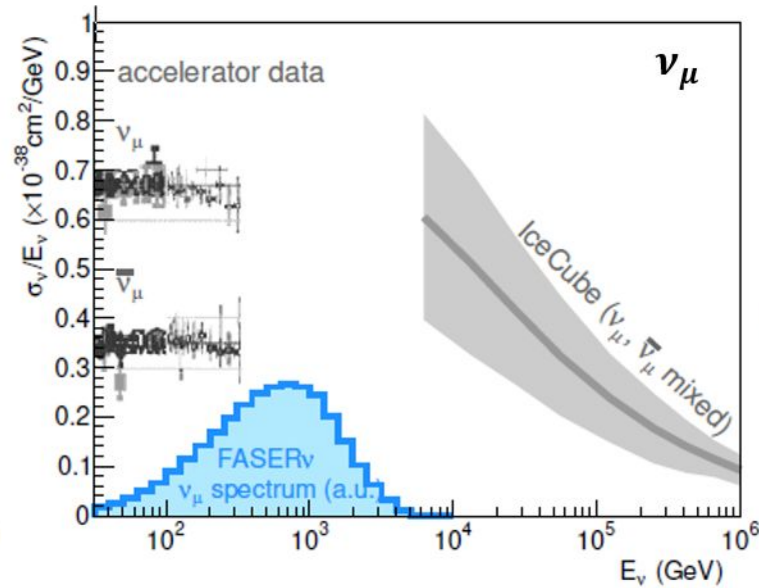 1
0.9
0.8
0.7
0.6
0.5
0.4
0.3
0.2
0.1
0
σν/Eν (×10⁻³⁸cm²/GeV)
accelerator data
νμ
ν̅μ
νμ
IceCube (νμ, ν̅μ mixed)
FASERν
νμ spectrum (a.u.)
10² 10³ 10⁴ 10⁵ 10⁶
Eν (GeV)